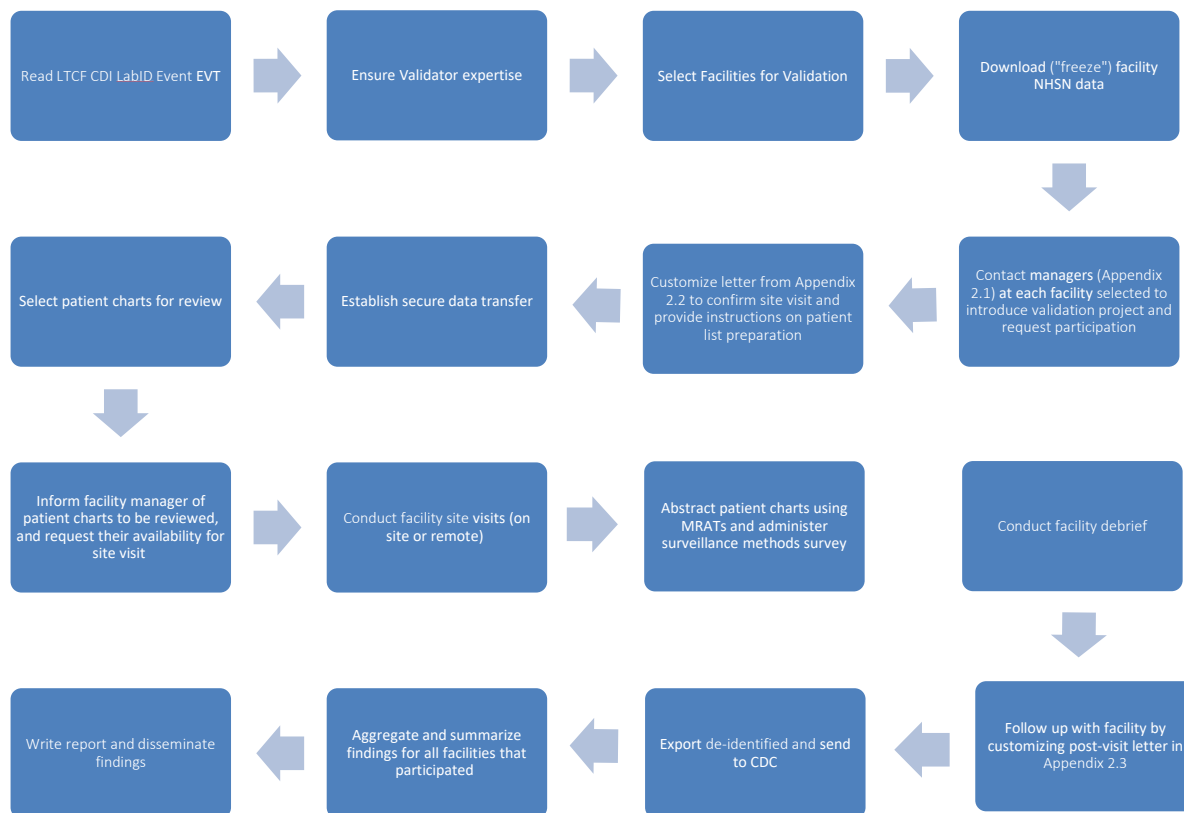 Read LTCF CDI LabID Event EVT
Ensure Validator expertise
Select Facilities for Validation
Download ("freeze") facility
NHSN data
Contact managers (Appendix
2.1) at each facility selected to
introduce validation project and
request participation
Customize letter from Appendix
2.2 to confirm site visit and
provide instructions on patient
list preparation
Establish secure data transfer
Select patient charts for review
Inform facility manager of
patient charts to be reviewed,
and request their availability for
site visit
Conduct facility site visits (on
site or remote)
Abstract patient charts using
MRATs and administer
surveillance methods survey
Conduct facility debrief
Follow up with facility by
customizing post-visit letter in
Appendix 2.3
Export de-identified and send
to CDC
Aggregate and summarize
findings for all facilities that
participated
Write report and disseminate
findings